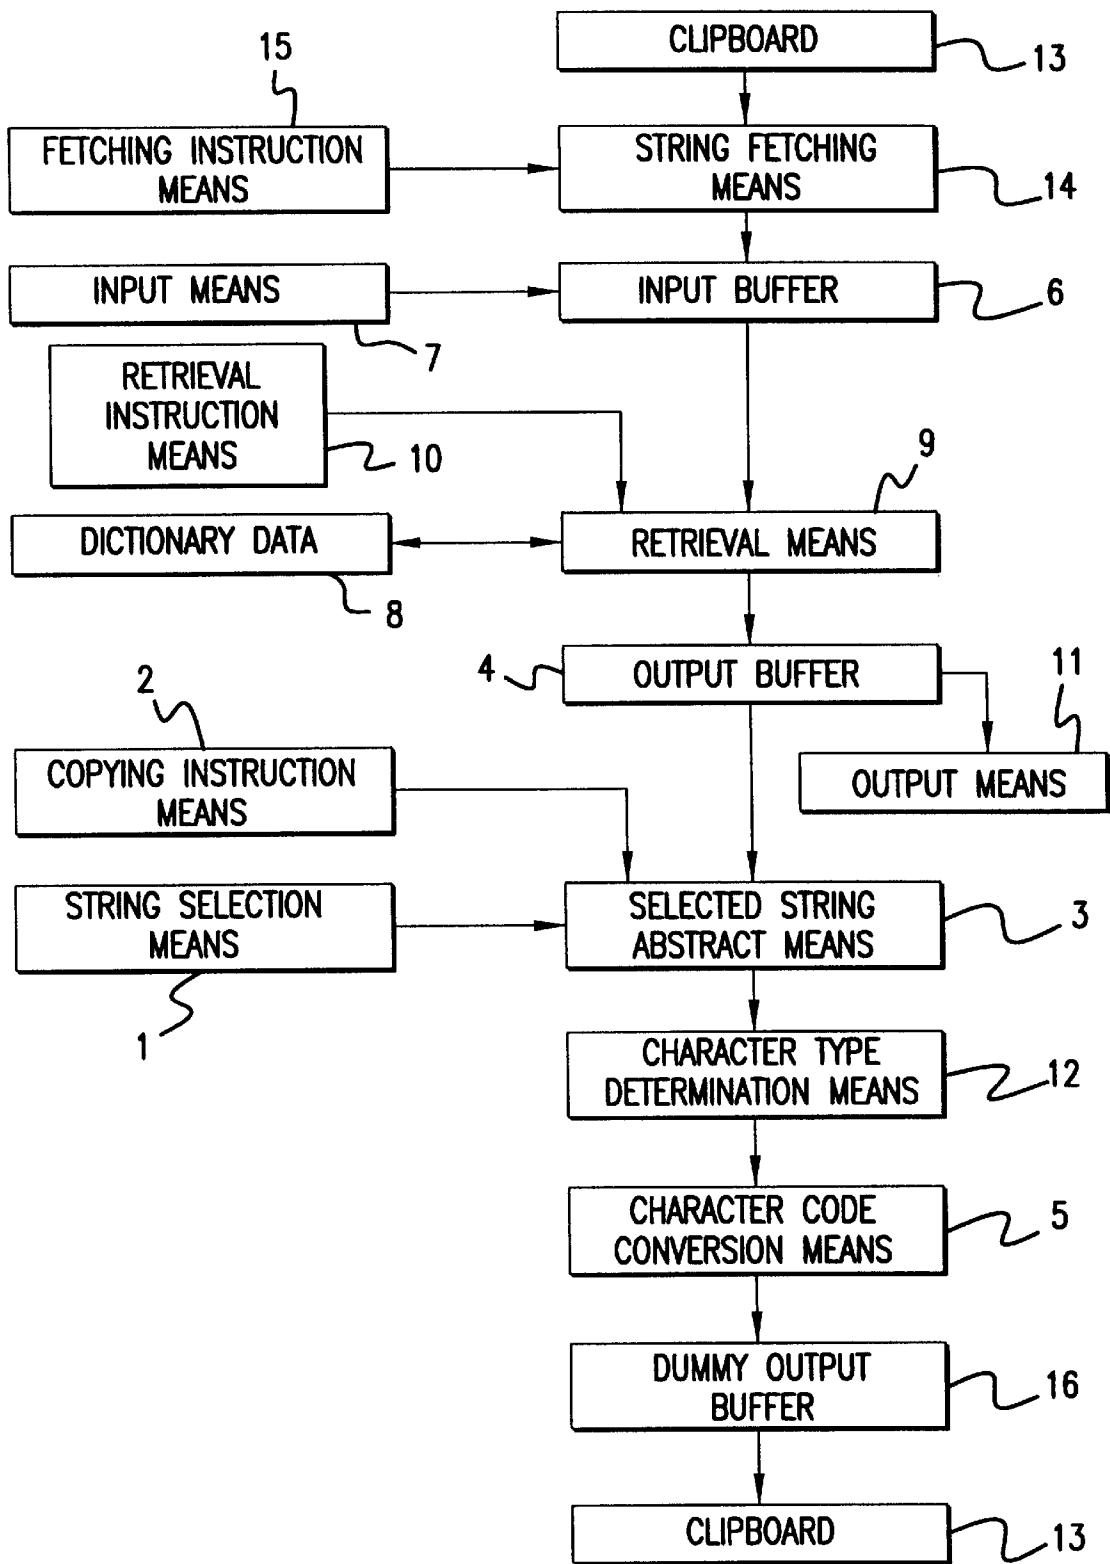 CLIPBOARD
13
15
FETCHING INSTRUCTION
MEANS
STRING FETCHING
MEANS
14
INPUT MEANS
7
INPUT BUFFER
6
RETRIEVAL
INSTRUCTION
MEANS
10
9
DICTIONARY DATA
8
RETRIEVAL MEANS
4
OUTPUT BUFFER
11
OUTPUT MEANS
2
COPYING INSTRUCTION
MEANS
STRING SELECTION
MEANS
1
SELECTED STRING
ABSTRACT MEANS
3
CHARACTER TYPE
DETERMINATION MEANS
12
CHARACTER CODE
CONVERSION MEANS
5
DUMMY OUTPUT
BUFFER
16
CLIPBOARD
13